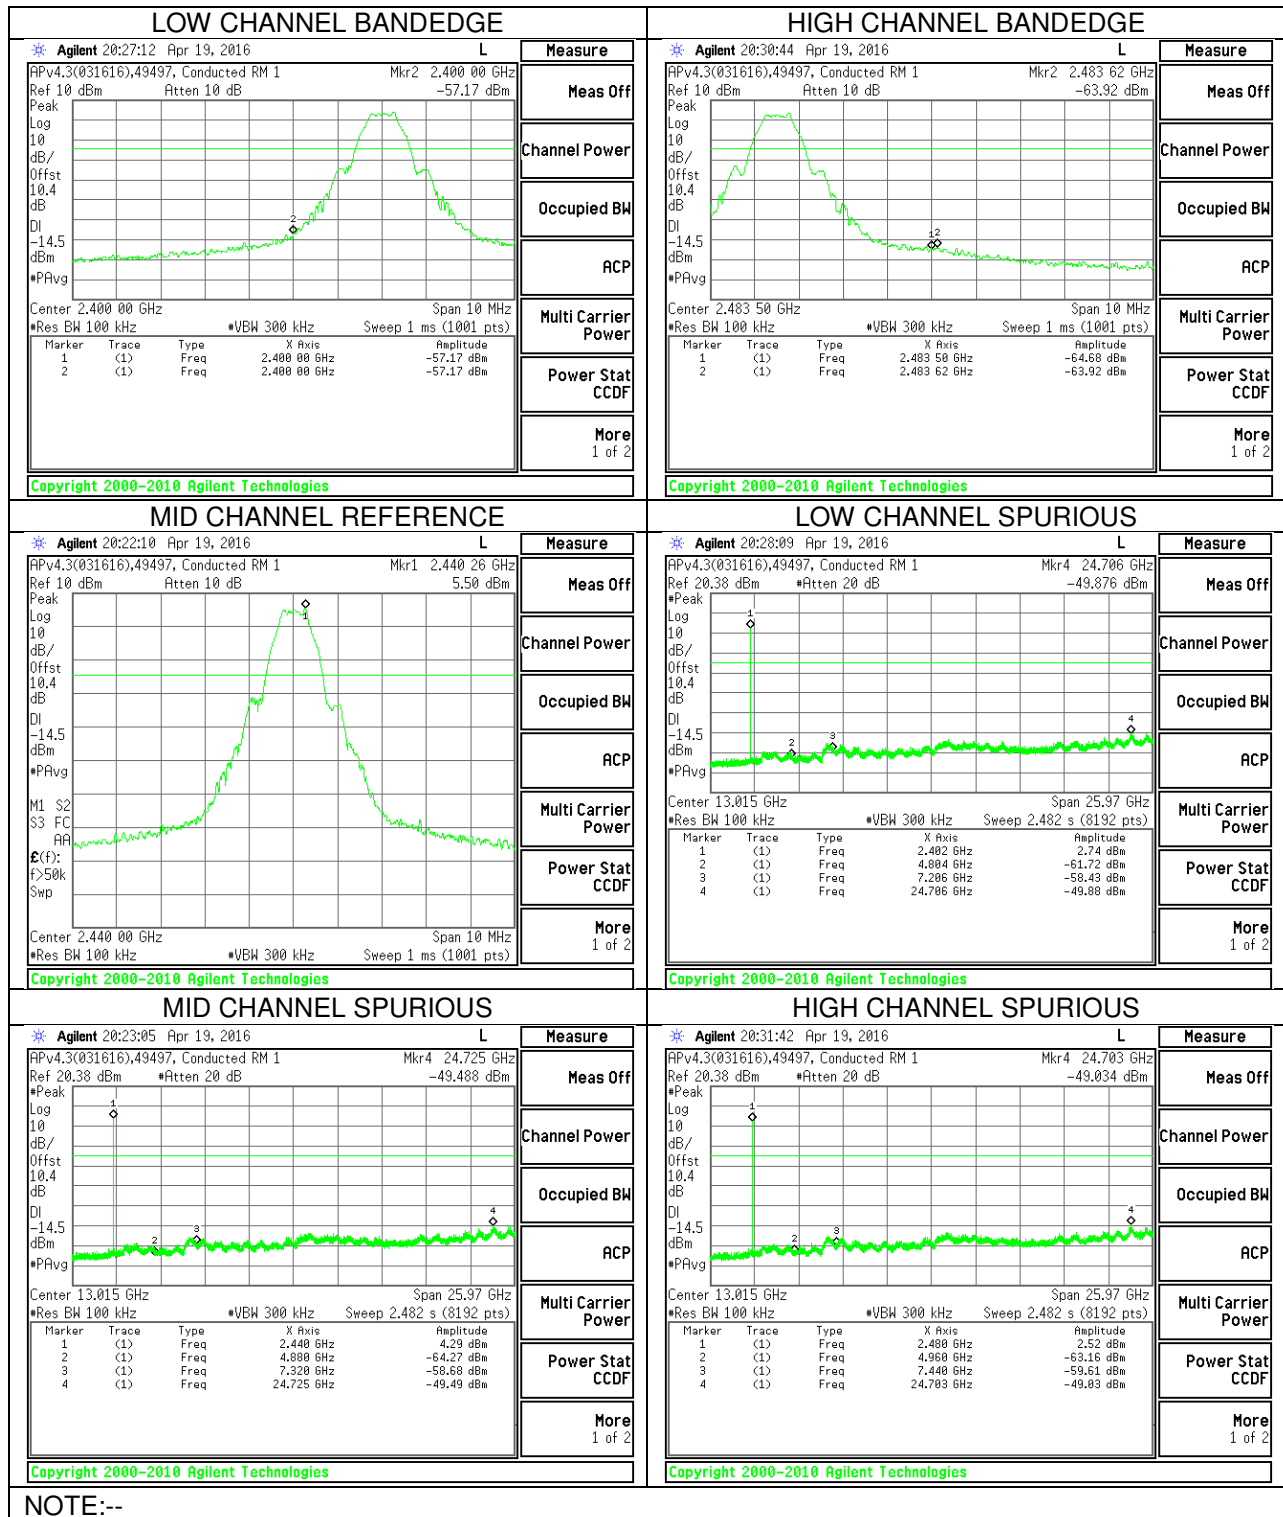 LOW CHANNEL BANDEDGE
Agilent 20:27:12 Apr 19, 2016 L
Measure
APv4.3(031616),49497, Conducted RM 1 Mkr2 2.400 00 GHz
Ref 10 dBm Atten 10 dB -57.17 dBm
Peak
Log
10
dB/
Offst
10.4
dB
DI
-14.5
dBm
#PAvg
2
Center 2.400 00 GHz Span 10 MHz
#Res BW 100 kHz #VBW 300 kHz Sweep 1 ms (1001 pts)
Marker Trace Type X Axis Amplitude
1 (1) Freq 2.400 00 GHz -57.17 dBm
2 (1) Freq 2.400 00 GHz -57.17 dBm
Meas Off
Channel Power
Occupied BW
ACP
Multi Carrier
Power
Power Stat
CCDF
More
1 of 2
Copyright 2000-2010 Agilent Technologies
HIGH CHANNEL BANDEDGE
Agilent 20:30:44 Apr 19, 2016 L
Measure
APv4.3(031616),49497, Conducted RM 1 Mkr2 2.483 62 GHz
Ref 10 dBm Atten 10 dB -63.92 dBm
Peak
Log
10
dB/
Offst
10.4
dB
DI
-14.5
dBm
#PAvg
1 2
Center 2.483 50 GHz Span 10 MHz
#Res BW 100 kHz #VBW 300 kHz Sweep 1 ms (1001 pts)
Marker Trace Type X Axis Amplitude
1 (1) Freq 2.483 50 GHz -64.68 dBm
2 (1) Freq 2.483 62 GHz -63.92 dBm
Meas Off
Channel Power
Occupied BW
ACP
Multi Carrier
Power
Power Stat
CCDF
More
1 of 2
Copyright 2000-2010 Agilent Technologies
MID CHANNEL REFERENCE
Agilent 20:22:10 Apr 19, 2016 L
Measure
APv4.3(031616),49497, Conducted RM 1 Mkr1 2.440 26 GHz
Ref 10 dBm Atten 10 dB 5.50 dBm
Peak
Log
10
dB/
Offst
10.4
dB
DI
-14.5
dBm
#PAvg
M1 S2
S3 FC
AA
£(f):
f>50k
Swp
1
Center 2.440 00 GHz Span 10 MHz
#Res BW 100 kHz #VBW 300 kHz Sweep 1 ms (1001 pts)
Meas Off
Channel Power
Occupied BW
ACP
Multi Carrier
Power
Power Stat
CCDF
More
1 of 2
Copyright 2000-2010 Agilent Technologies
LOW CHANNEL SPURIOUS
Agilent 20:28:09 Apr 19, 2016 L
Measure
APv4.3(031616),49497, Conducted RM 1 Mkr4 24.706 GHz
Ref 20.38 dBm #Atten 20 dB -49.876 dBm
#Peak
Log
10
dB/
Offst
10.4
dB
DI
-14.5
dBm
#PAvg
1
2
3
4
Center 13.015 GHz Span 25.97 GHz
#Res BW 100 kHz #VBW 300 kHz Sweep 2.482 s (8192 pts)
Marker Trace Type X Axis Amplitude
1 (1) Freq 2.402 GHz 2.74 dBm
2 (1) Freq 4.804 GHz -61.72 dBm
3 (1) Freq 7.206 GHz -58.43 dBm
4 (1) Freq 24.706 GHz -49.88 dBm
Meas Off
Channel Power
Occupied BW
ACP
Multi Carrier
Power
Power Stat
CCDF
More
1 of 2
Copyright 2000-2010 Agilent Technologies
MID CHANNEL SPURIOUS
Agilent 20:23:05 Apr 19, 2016 L
Measure
APv4.3(031616),49497, Conducted RM 1 Mkr4 24.725 GHz
Ref 20.38 dBm #Atten 20 dB -49.488 dBm
#Peak
Log
10
dB/
Offst
10.4
dB
DI
-14.5
dBm
#PAvg
1
2
3
4
Center 13.015 GHz Span 25.97 GHz
#Res BW 100 kHz #VBW 300 kHz Sweep 2.482 s (8192 pts)
Marker Trace Type X Axis Amplitude
1 (1) Freq 2.440 GHz 4.29 dBm
2 (1) Freq 4.880 GHz -64.27 dBm
3 (1) Freq 7.320 GHz -58.68 dBm
4 (1) Freq 24.725 GHz -49.49 dBm
Meas Off
Channel Power
Occupied BW
ACP
Multi Carrier
Power
Power Stat
CCDF
More
1 of 2
Copyright 2000-2010 Agilent Technologies
HIGH CHANNEL SPURIOUS
Agilent 20:31:42 Apr 19, 2016 L
Measure
APv4.3(031616),49497, Conducted RM 1 Mkr4 24.703 GHz
Ref 20.38 dBm #Atten 20 dB -49.034 dBm
#Peak
Log
10
dB/
Offst
10.4
dB
DI
-14.5
dBm
#PAvg
1
2
3
4
Center 13.015 GHz Span 25.97 GHz
#Res BW 100 kHz #VBW 300 kHz Sweep 2.482 s (8192 pts)
Marker Trace Type X Axis Amplitude
1 (1) Freq 2.480 GHz 2.52 dBm
2 (1) Freq 4.960 GHz -63.16 dBm
3 (1) Freq 7.440 GHz -59.61 dBm
4 (1) Freq 24.703 GHz -49.03 dBm
Meas Off
Channel Power
Occupied BW
ACP
Multi Carrier
Power
Power Stat
CCDF
More
1 of 2
Copyright 2000-2010 Agilent Technologies
NOTE:--